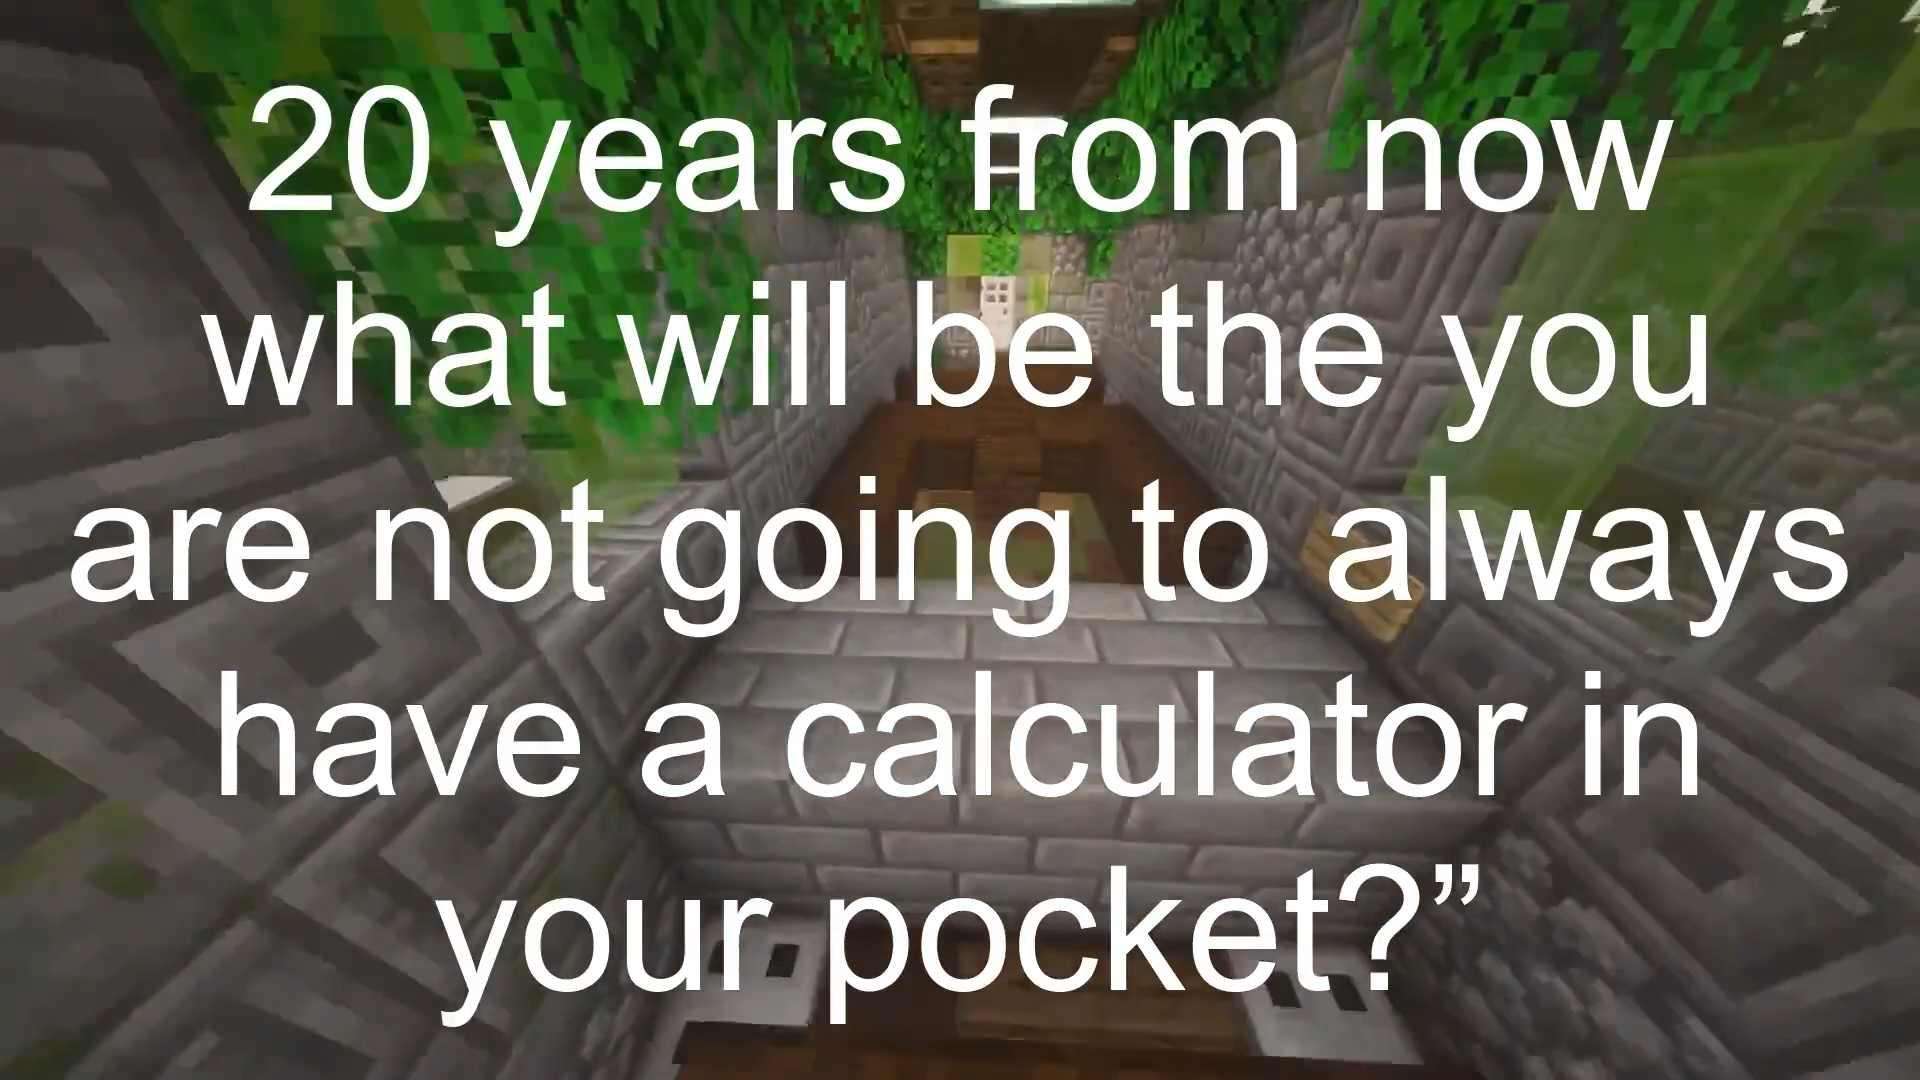 20 years from now
what will be the you
are not going to always
have a calculator in
your pocket?”